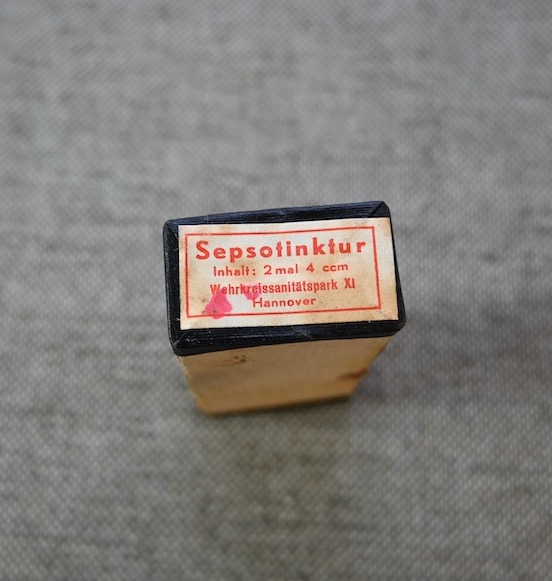 Sepsotinktur
Inhalt: 2 mal 4 ccm
Wehrkreissanitätspark XI
Hannover